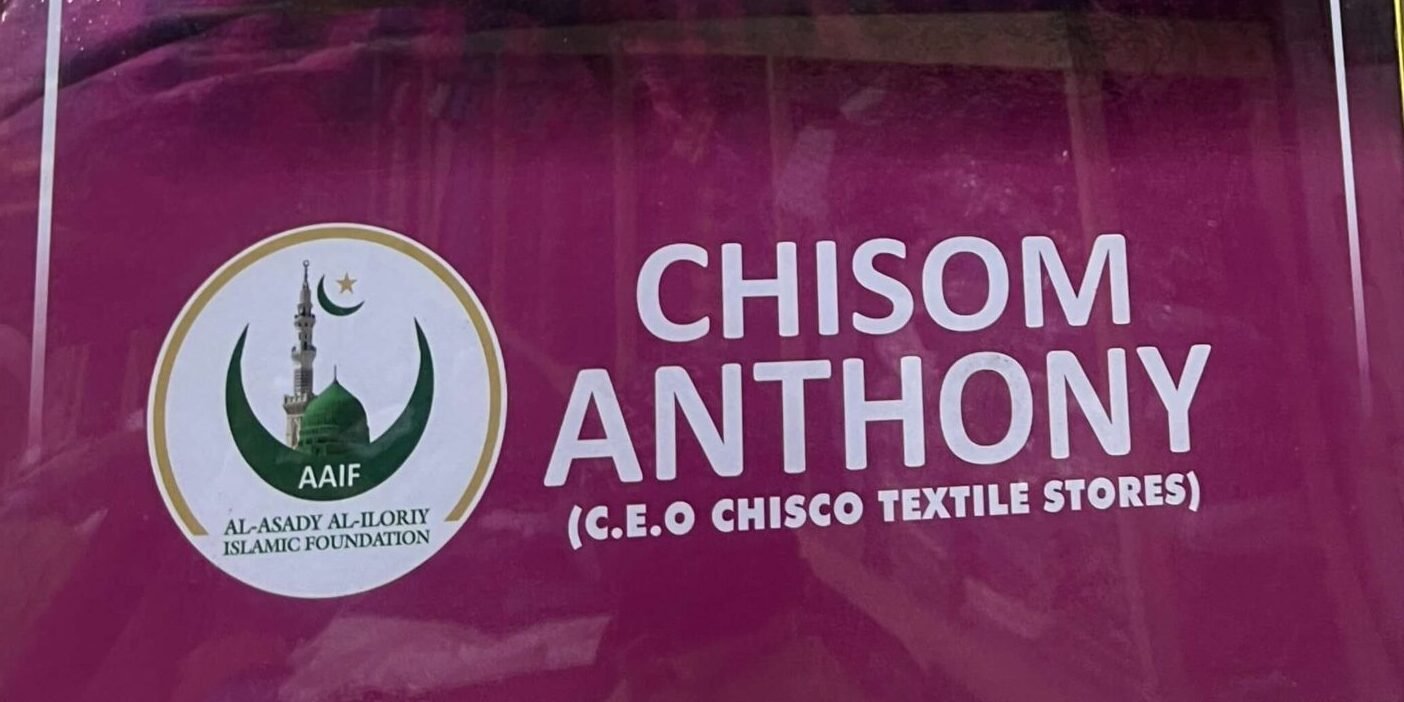 AAIF
AL-ASADY AL-ILORIY
ISLAMIC FOUNDATION
CHISOM
ANTHONY
(C.E.O CHISCO TEXTILE STORES)